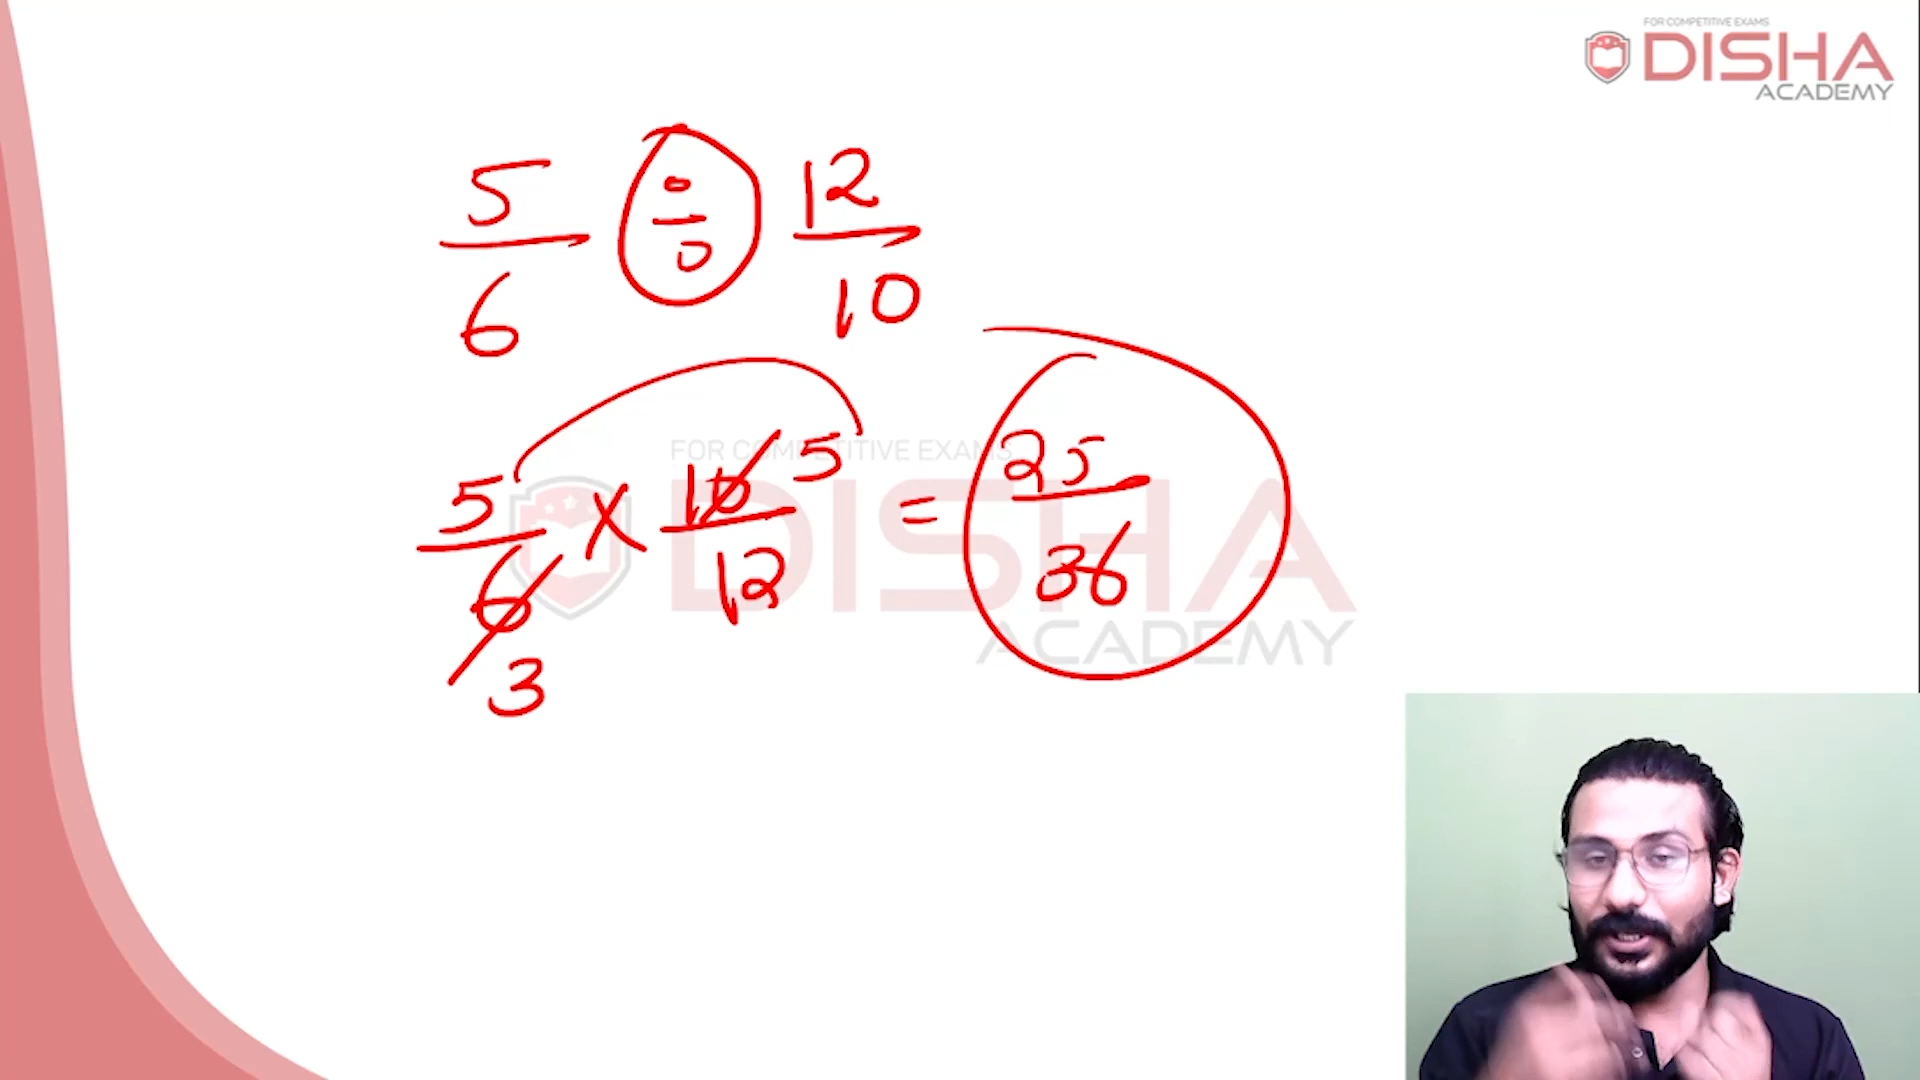 FOR COMPETITIVE EXAMS
DISHA
ACADEMY
5/6 ÷ 12/10
5/6 × 10/12 = 25/36
5
3
FOR COMPETITIVE EXAMS
DISHA
ACADEMY